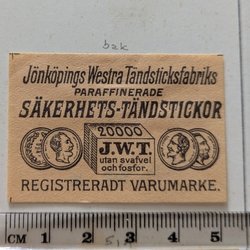 bak
Jönköpings Westra Tändsticksfabriks
PARAFFINERADE
SÄKERHETS-TÄNDSTICKOR
20000
J.W.T.
utan svafvel
och fosfor.
REGISTRERADT VARUMARKE.
CM 1 2 3 4 5